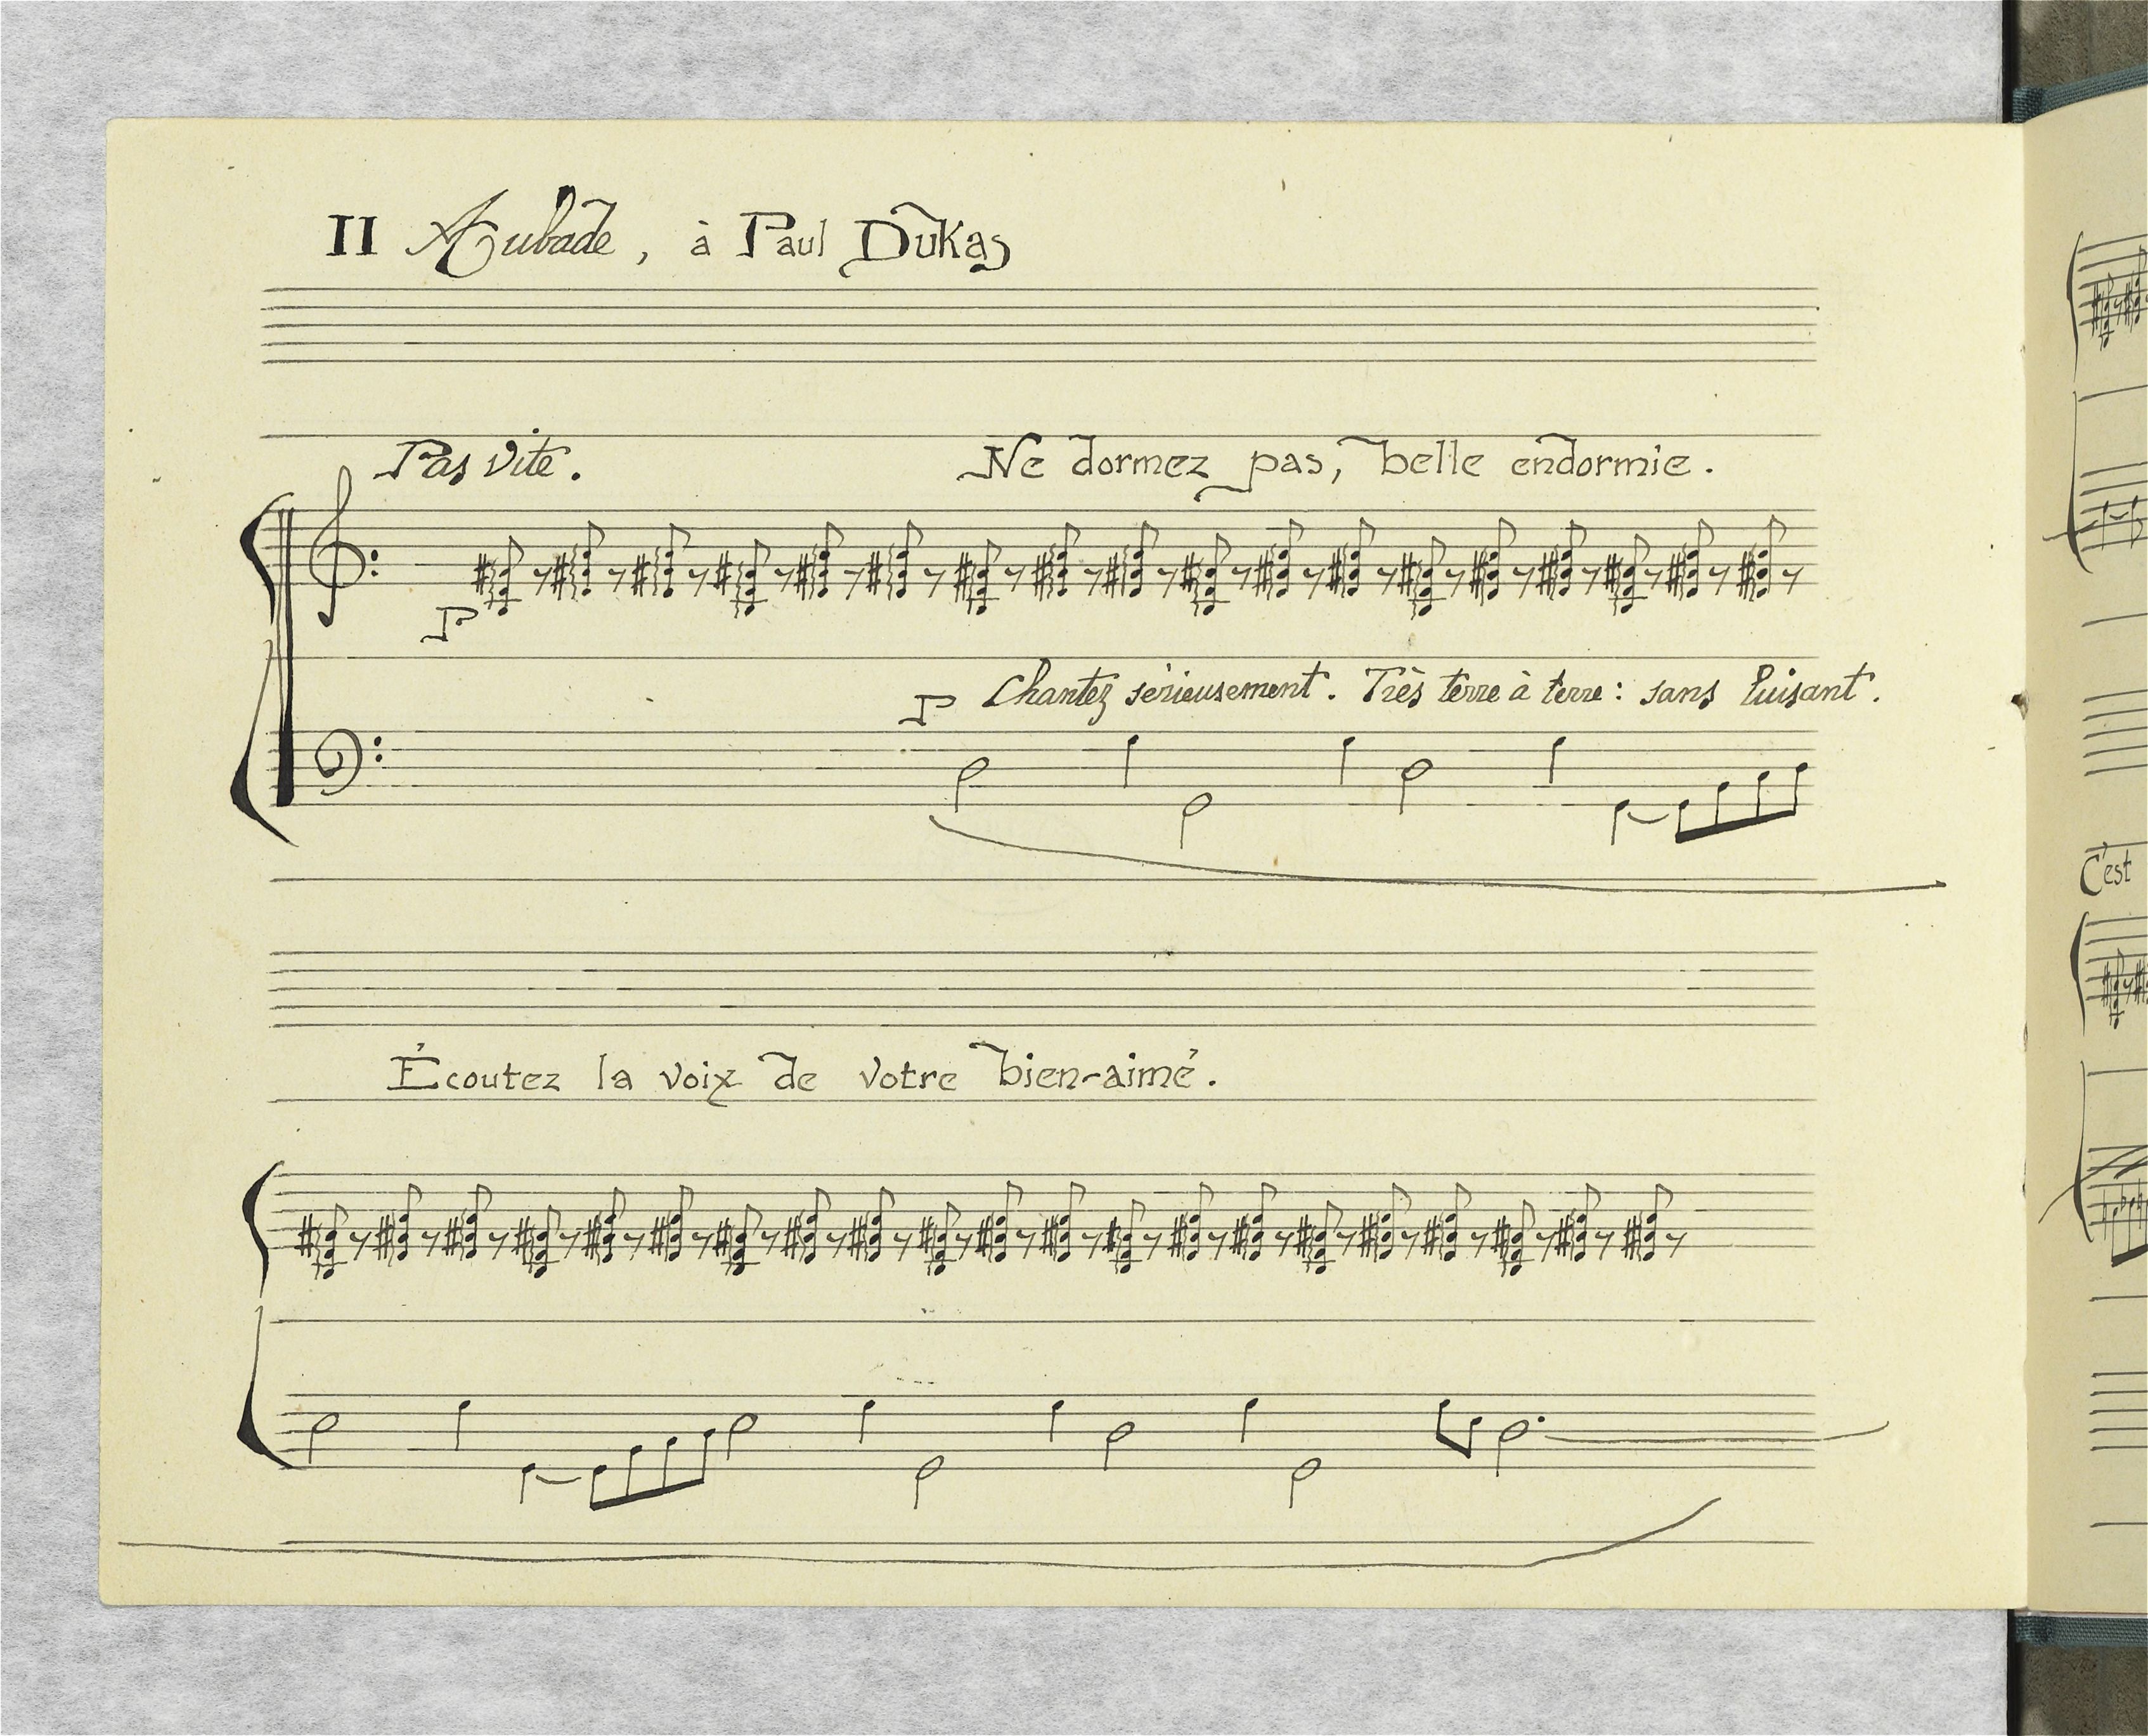 II Aubade, à Paul Dukas
Pas vite.
Ne dormez pas, belle endormie.
P
P Chantez sérieusement. Très terre à terre: sans luisant.
C'est
Écoutez la voix de votre bien-aimé.